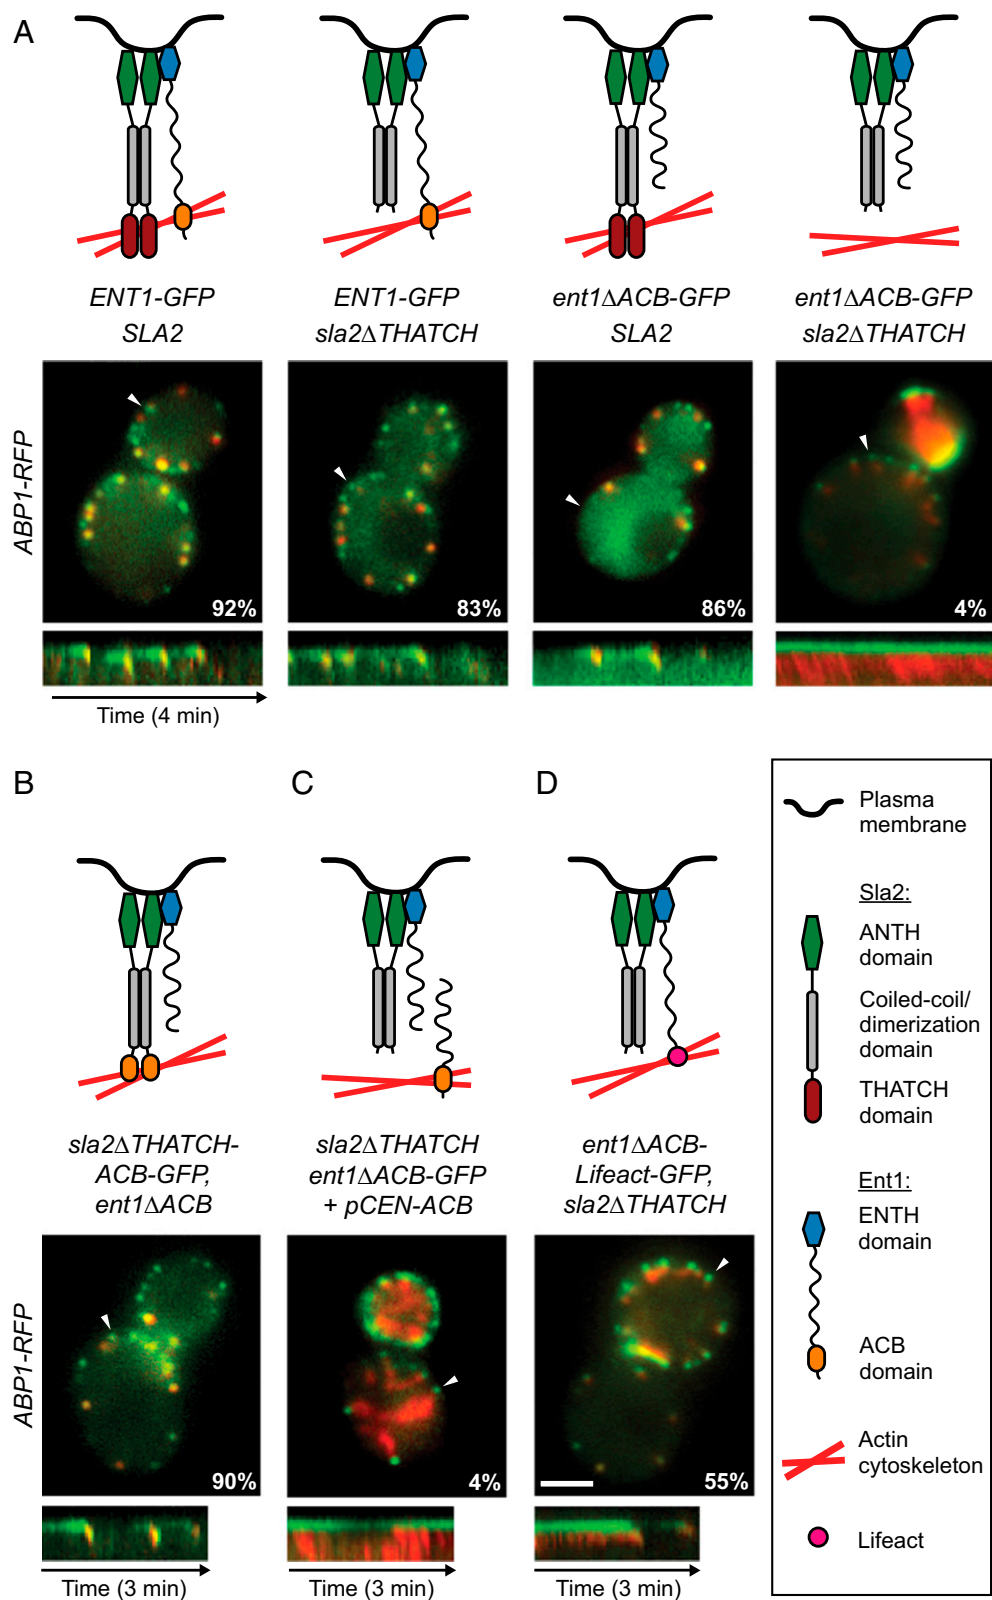 A
ENT1-GFP
SLA2
ENT1-GFP
sla2ΔTHATCH
ent1ΔACB-GFP
SLA2
ent1ΔACB-GFP
sla2ΔTHATCH
ABP1-RFP
92%
83%
86%
4%
Time (4 min)
B
C
D
sla2ΔTHATCH-
ACB-GFP,
ent1ΔACB
sla2ΔTHATCH
ent1ΔACB-GFP
+ pCEN-ACB
ent1ΔACB-
Lifeact-GFP,
sla2ΔTHATCH
ABP1-RFP
90%
4%
55%
Time (3 min)
Time (3 min)
Time (3 min)
Plasma
membrane
Sla2:
ANTH
domain
Coiled-coil/
dimerization
domain
THATCH
domain
Ent1:
ENTH
domain
ACB
domain
Actin
cytoskeleton
Lifeact